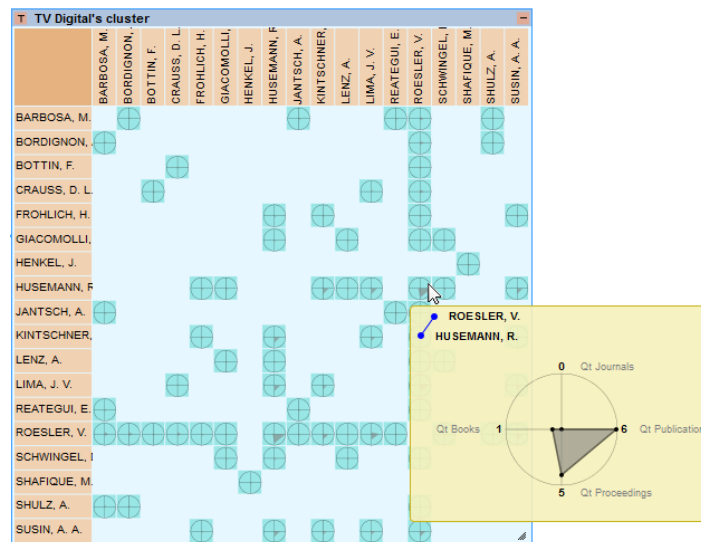 T TV Digital's cluster
BARBOSA, M.
BORDIGNON,
BOTTIN, F.
CRAUSS, D. L.
FROHLICH, H.
GIACOMOLLI,
HENKEL, J.
HUSEMANN, R
JANTSCH, A.
KINTSCHNER,
LENZ, A.
LIMA, J. V.
REATEGUI, E.
ROESLER, V.
SCHWINGEL, I
SHAFIQUE, M.
SHULZ, A.
SUSIN, A. A.
BARBOSA, M.
BORDIGNON,
BOTTIN, F.
CRAUSS, D. L.
FROHLICH, H.
GIACOMOLLI,
HENKEL, J.
HUSEMANN, R
JANTSCH, A.
KINTSCHNER,
LENZ, A.
LIMA, J. V.
REATEGUI, E.
ROESLER, V.
SCHWINGEL, I
SHAFIQUE, M.
SHULZ, A.
SUSIN, A. A.
ROESLER, V.
HUSEMANN, R.
0 Qt Journals
Qt Books 1 6 Qt Publication
5 Qt Proceedings